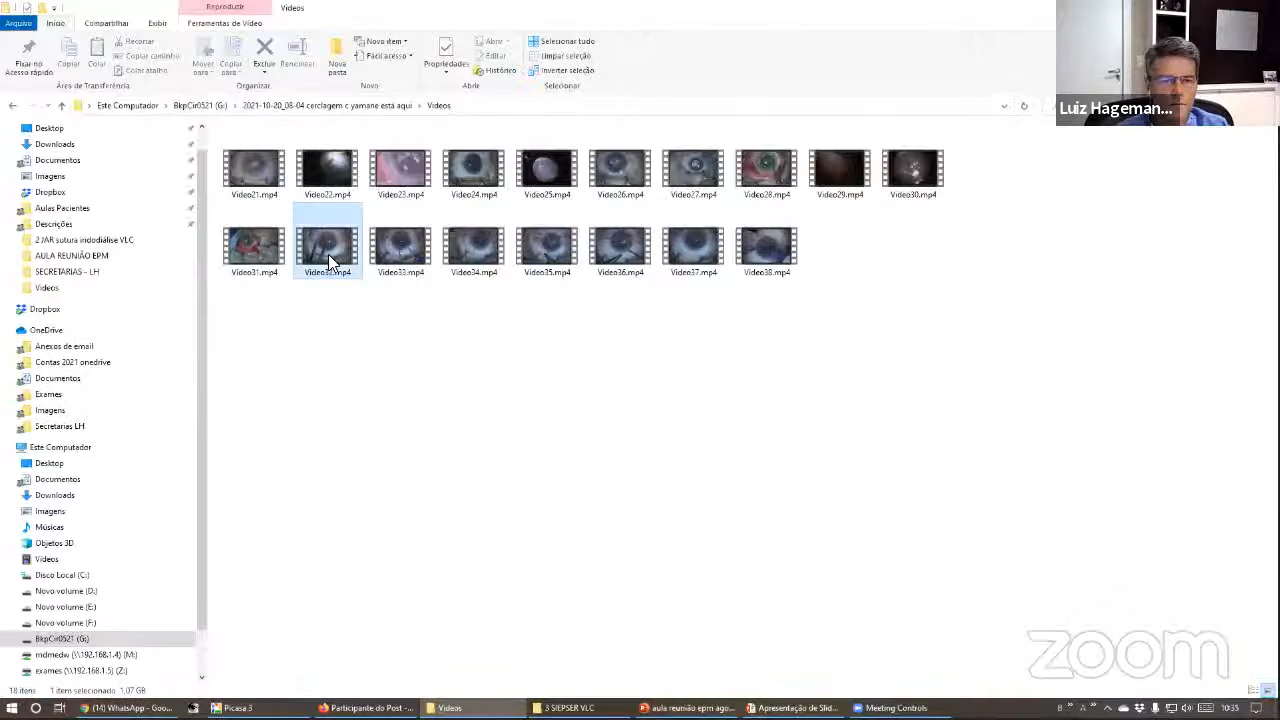 Reproduzir
Videos
Arquivo Início Compartilhar Exibir Ferramentas de Vídeo
Fixar no Acesso rápido
Copiar
Colar
Recortar
Copiar caminho
Colar atalho
Área de Transferência
Mover para
Copiar para
Excluir
Renomear
Organizar
Nova pasta
Novo item
Fácil acesso
Novo
Propriedades
Abrir
Editar
Histórico
Abrir
Selecionar tudo
Limpar seleção
Inverter seleção
Selecionar
Luiz Hageman...
Este Computador > BkpCir0521 (G:) > 2021-10-20_08-04 cerclagem c yamane está aqui > Videos
Desktop
Downloads
Documentos
Imagens
Dropbox
Aulas Pacientes
Descrições
2 JAR sutura iridodiálise VLC
AULA REUNIÃO EPM
SECRETARIAS - LH
Videos
Dropbox
OneDrive
Anexos de email
Contas 2021 onedrive
Documentos
Exames
Imagens
Secretarias LH
Este Computador
Desktop
Documentos
Downloads
Imagens
Músicas
Objetos 3D
Vídeos
Disco Local (C:)
Novo volume (D:)
Novo volume (E:)
Novo volume (F:)
BkpCir0521 (G:)
mdmedw (\\192.168.1.4) (M:)
exames (\\192.168.1.5) (Z:)
Video21.mp4 Video22.mp4 Video23.mp4 Video24.mp4 Video25.mp4 Video26.mp4 Video27.mp4 Video28.mp4 Video29.mp4 Video30.mp4
Video31.mp4 Video32.mp4 Video33.mp4 Video34.mp4 Video35.mp4 Video36.mp4 Video37.mp4 Video38.mp4
zoom
18 itens 1 item selecionado 1,07 GB
(14) WhatsApp - Goo... Picasa 3 Participante do Post -... Videos 3 SIEPSER VLC aula reunião epm ago... Apresentação de Slid... Meeting Controls 10:35